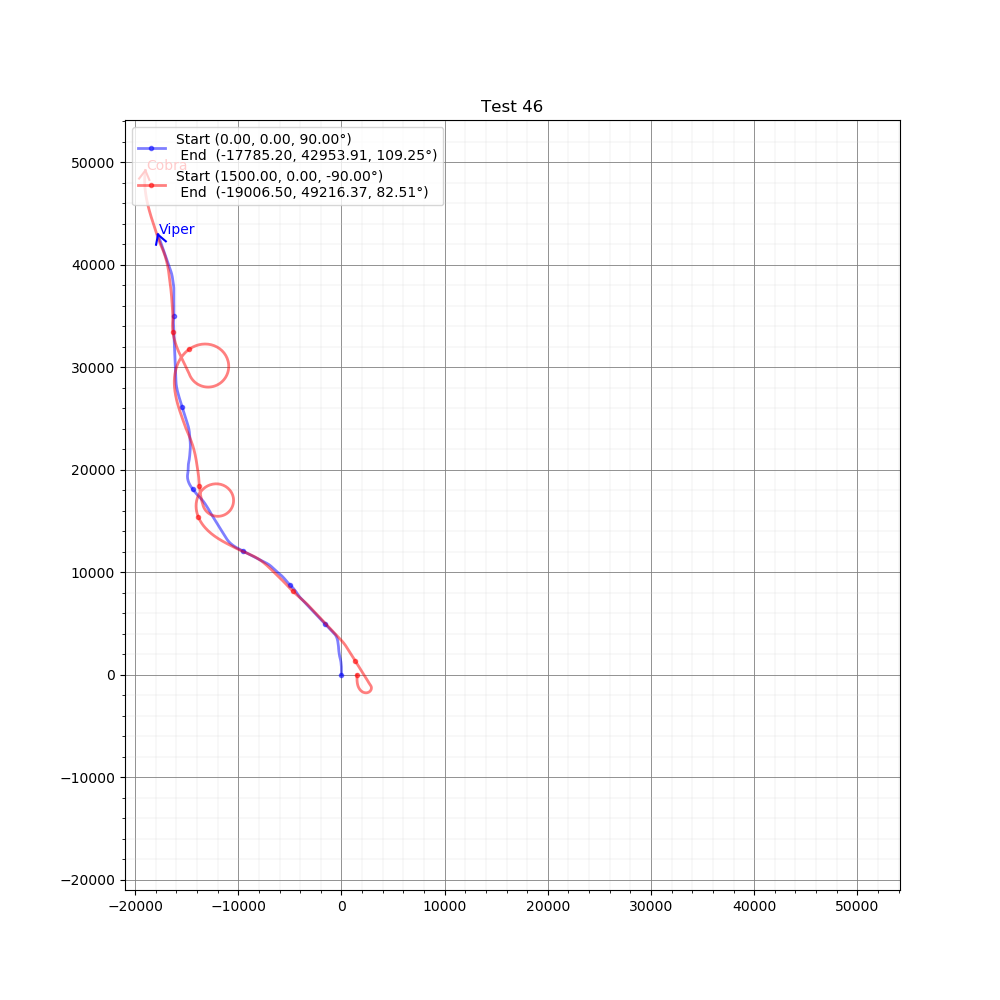 Test 46
Start (0.00, 0.00, 90.00°)
End (-17785.20, 42953.91, 109.25°)
Start (1500.00, 0.00, -90.00°)
End (-19006.50, 49216.37, 82.51°)
Cobra
Viper
50000
40000
30000
20000
10000
0
−10000
−20000
−20000 −10000 0 10000 20000 30000 40000 50000